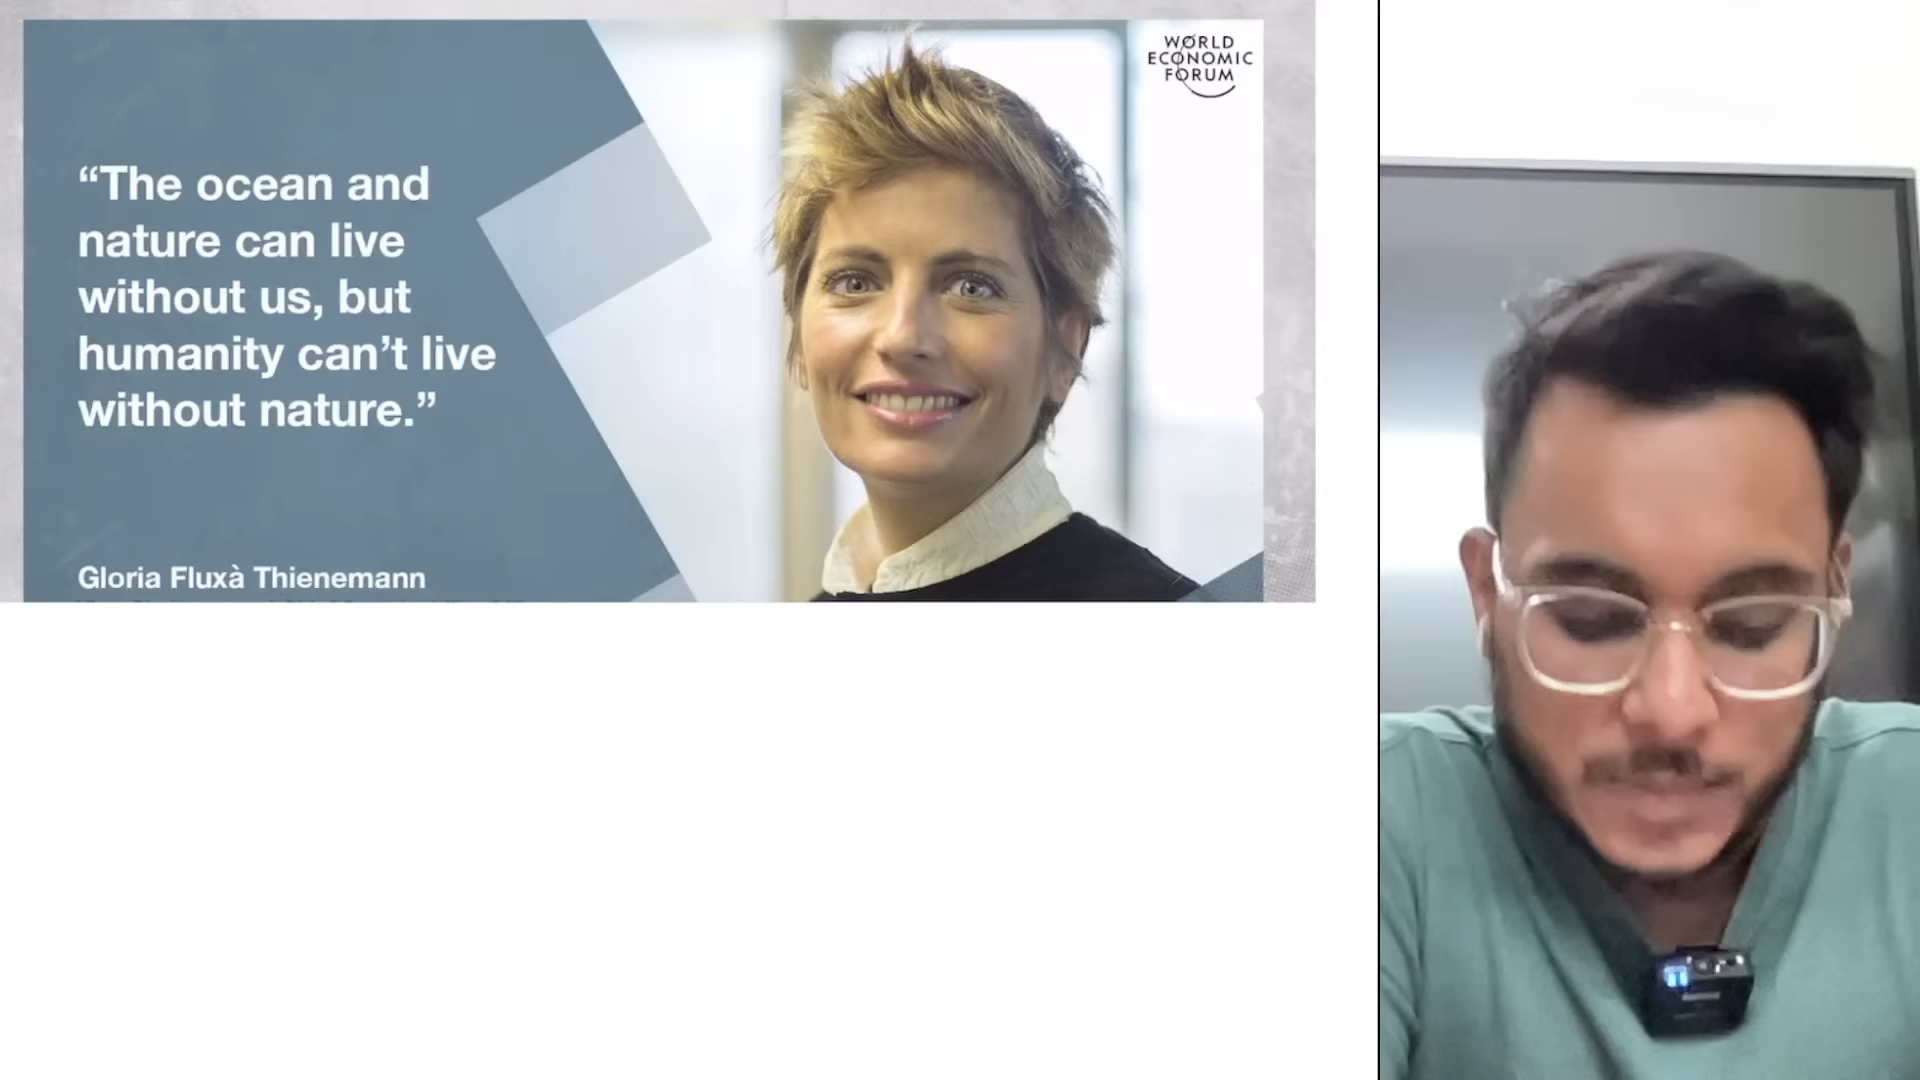 “The ocean and
nature can live
without us, but
humanity can’t live
without nature.”
Gloria Fluxà Thienemann
WORLD
ECONOMIC
FORUM